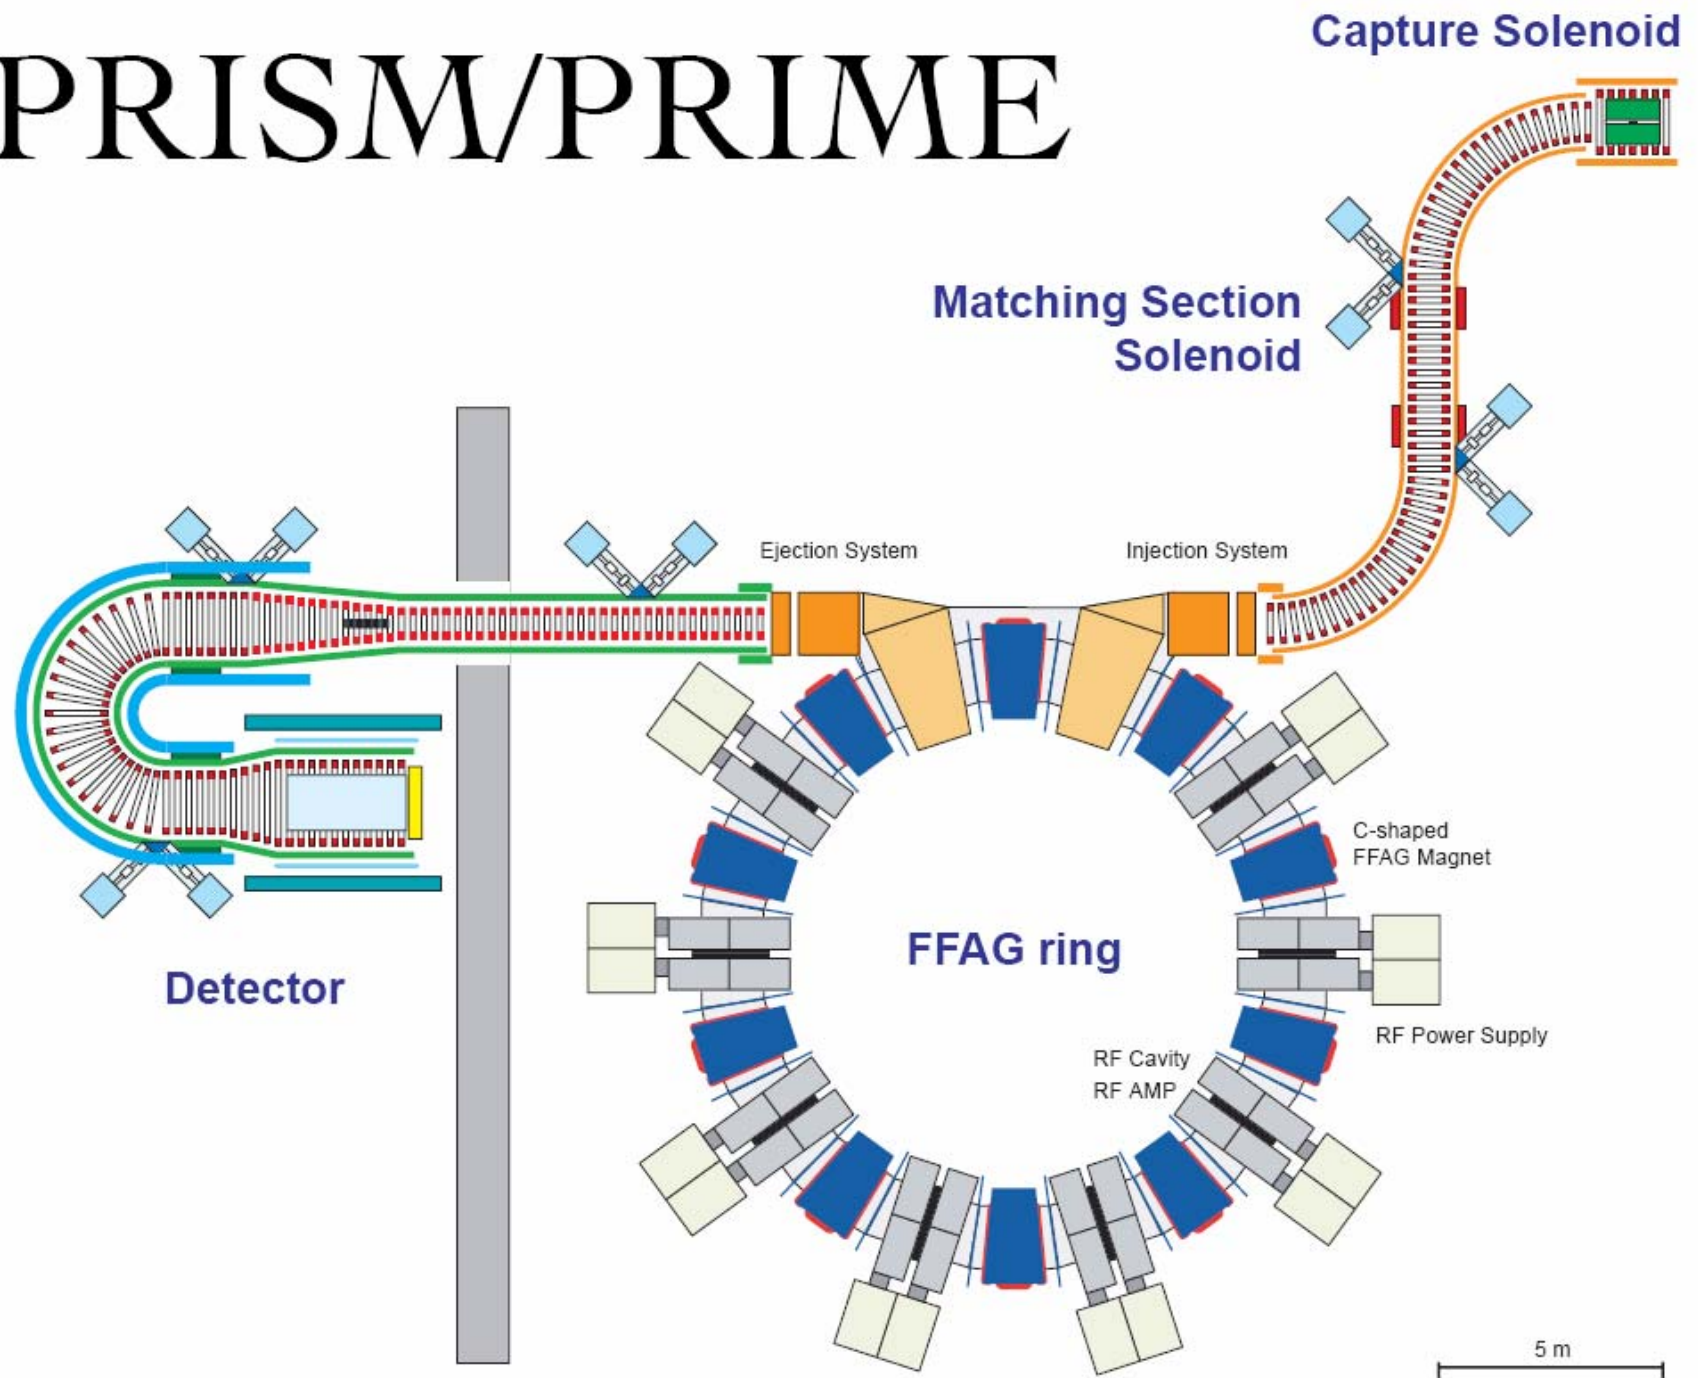 PRISM/PRIME
Capture Solenoid
Matching Section
Solenoid
Ejection System
Injection System
C-shaped
FFAG Magnet
FFAG ring
Detector
RF Power Supply
RF Cavity
RF AMP
5 m